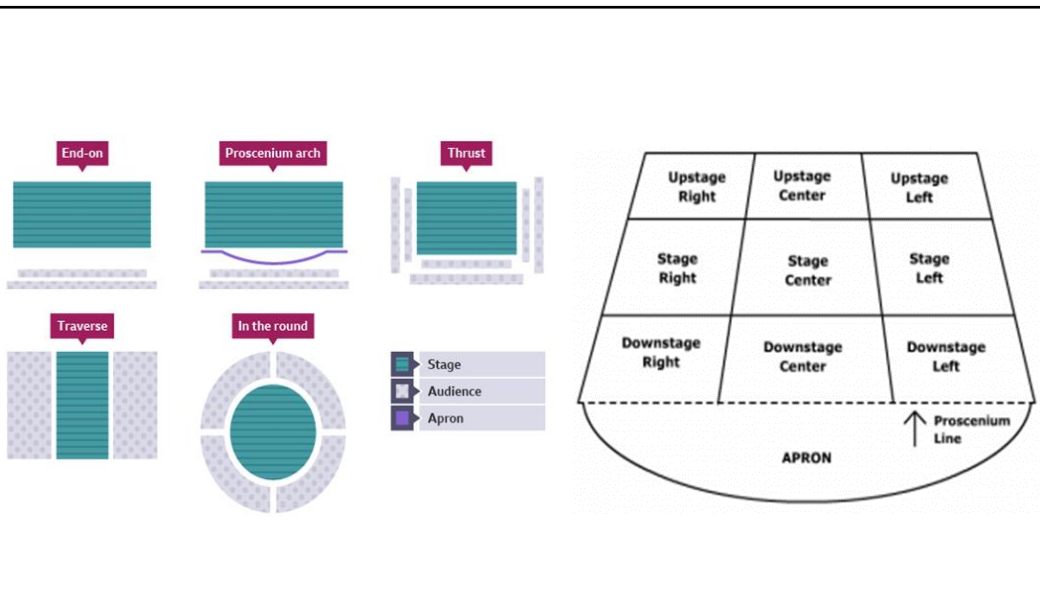 End-on
Proscenium arch
Thrust
Traverse
In the round
Stage
Audience
Apron
Upstage
Right
Upstage
Center
Upstage
Left
Stage
Right
Stage
Center
Stage
Left
Downstage
Right
Downstage
Center
Downstage
Left
Proscenium
Line
APRON